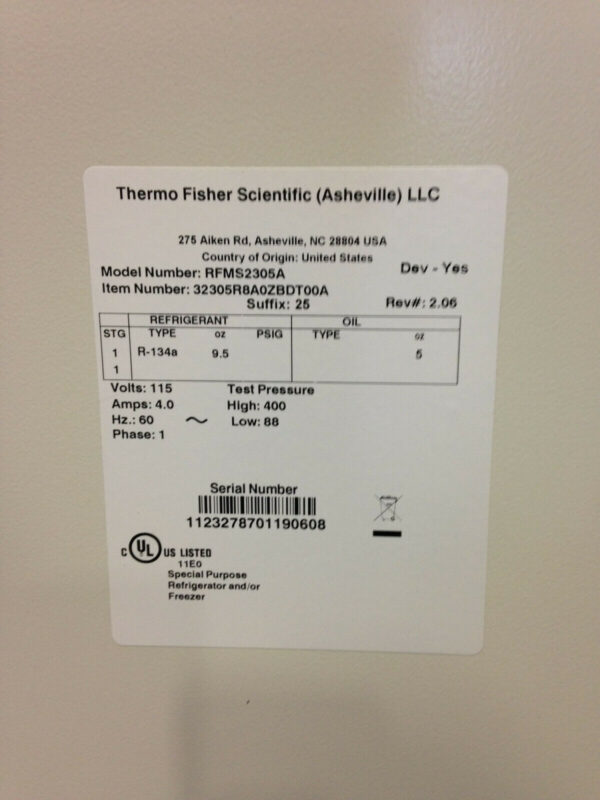 Thermo Fisher Scientific (Asheville) LLC
275 Aiken Rd, Asheville, NC 28804 USA
Country of Origin: United States
Model Number: RFMS2305A Dev - Yes
Item Number: 32305R8A0ZBDT00A
Suffix: 25 Rev#: 2.06
REFRIGERANT OIL
STG TYPE oz PSIG TYPE oz
1 R-134a 9.5 5
1
Volts: 115 Test Pressure
Amps: 4.0 High: 400
Hz.: 60 ~ Low: 88
Phase: 1
Serial Number
1123278701190608
C UL US LISTED
11E0
Special Purpose
Refrigerator and/or
Freezer